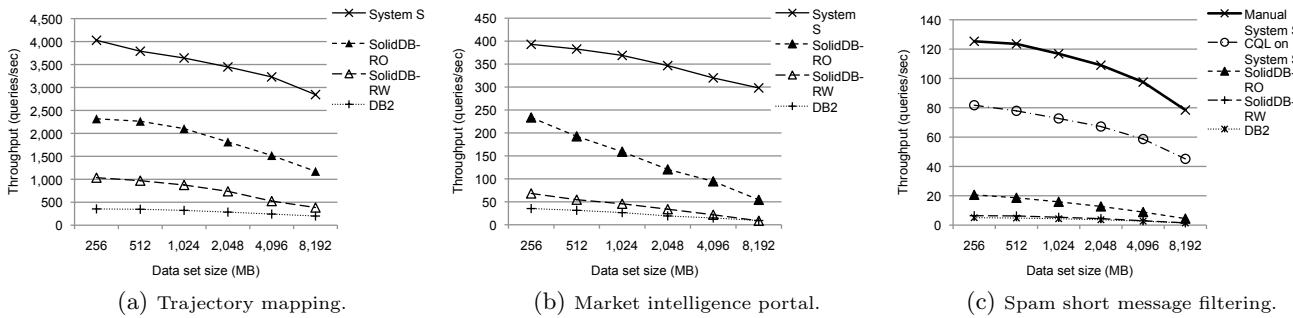 4,500
4,000
3,500
3,000
2,500
2,000
1,500
1,000
500
0
Throughput (queries/sec)
256 512 1,024 2,048 4,096 8,192
Data set size (MB)
System S
SolidDB-
RO
SolidDB-
RW
DB2
(a) Trajectory mapping.
450
400
350
300
250
200
150
100
50
0
Throughput (queries/sec)
256 512 1,024 2,048 4,096 8,192
Data set size (MB)
System
S
SolidDB-
RO
SolidDB-
RW
DB2
(b) Market intelligence portal.
140
120
100
80
60
40
20
0
Throughput (queries/sec)
256 512 1,024 2,048 4,096 8,192
Data set size (MB)
Manual
System S
CQL on
System S
SolidDB-
RO
SolidDB-
RW
DB2
(c) Spam short message filtering.